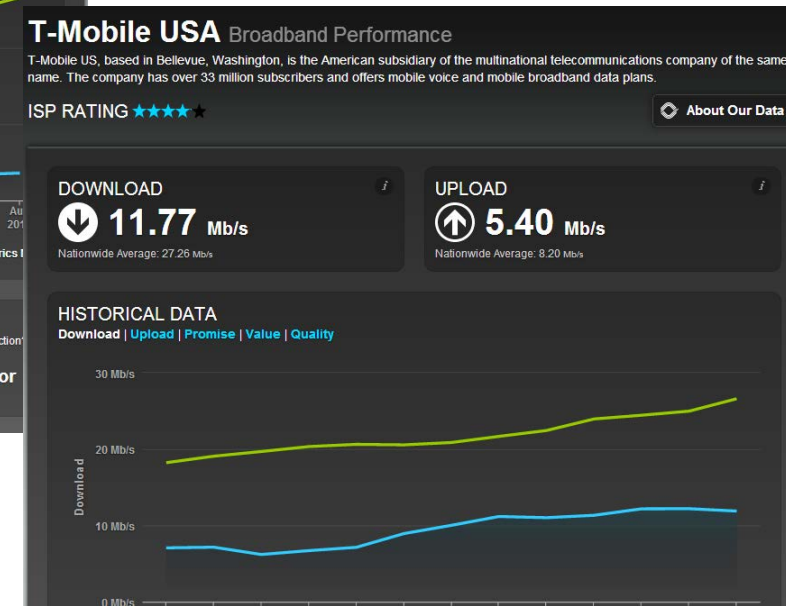 T-Mobile USA Broadband Performance
T-Mobile US, based in Bellevue, Washington, is the American subsidiary of the multinational telecommunications company of the same
name. The company has over 33 million subscribers and offers mobile voice and mobile broadband data plans.
ISP RATING
About Our Data
DOWNLOAD
11.77 Mb/s
Nationwide Average: 27.26 Mb/s
UPLOAD
5.40 Mb/s
Nationwide Average: 8.20 Mb/s
HISTORICAL DATA
Download | Upload | Promise | Value | Quality
30 Mb/s
20 Mb/s
Download
10 Mb/s
0 Mb/s
Au
201
or